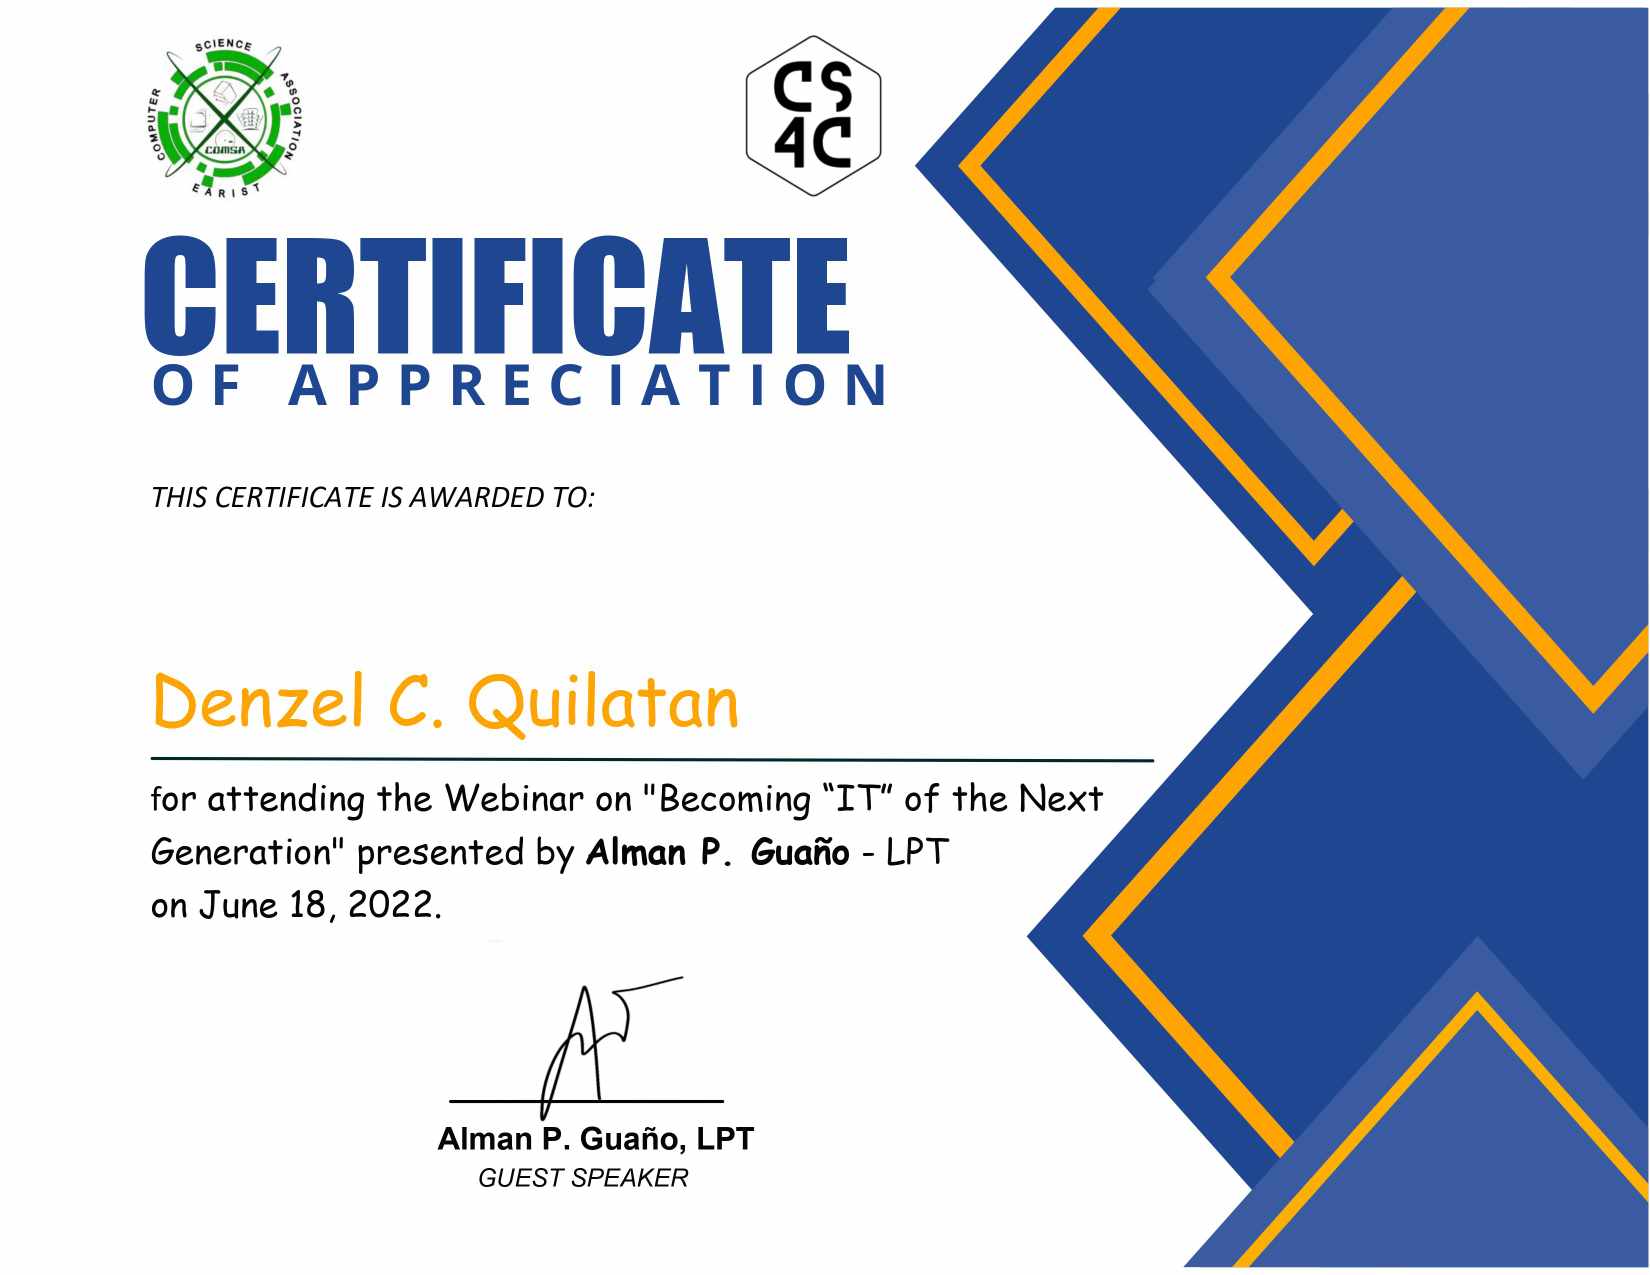 COMPUTER SCIENCE ASSOCIATION
COMSA
EARIST
CS
4C
CERTIFICATE
OF APPRECIATION
THIS CERTIFICATE IS AWARDED TO:
Denzel C. Quilatan
for attending the Webinar on "Becoming “IT” of the Next
Generation" presented by Alman P. Guaño - LPT
on June 18, 2022.
Alman P. Guaño, LPT
GUEST SPEAKER